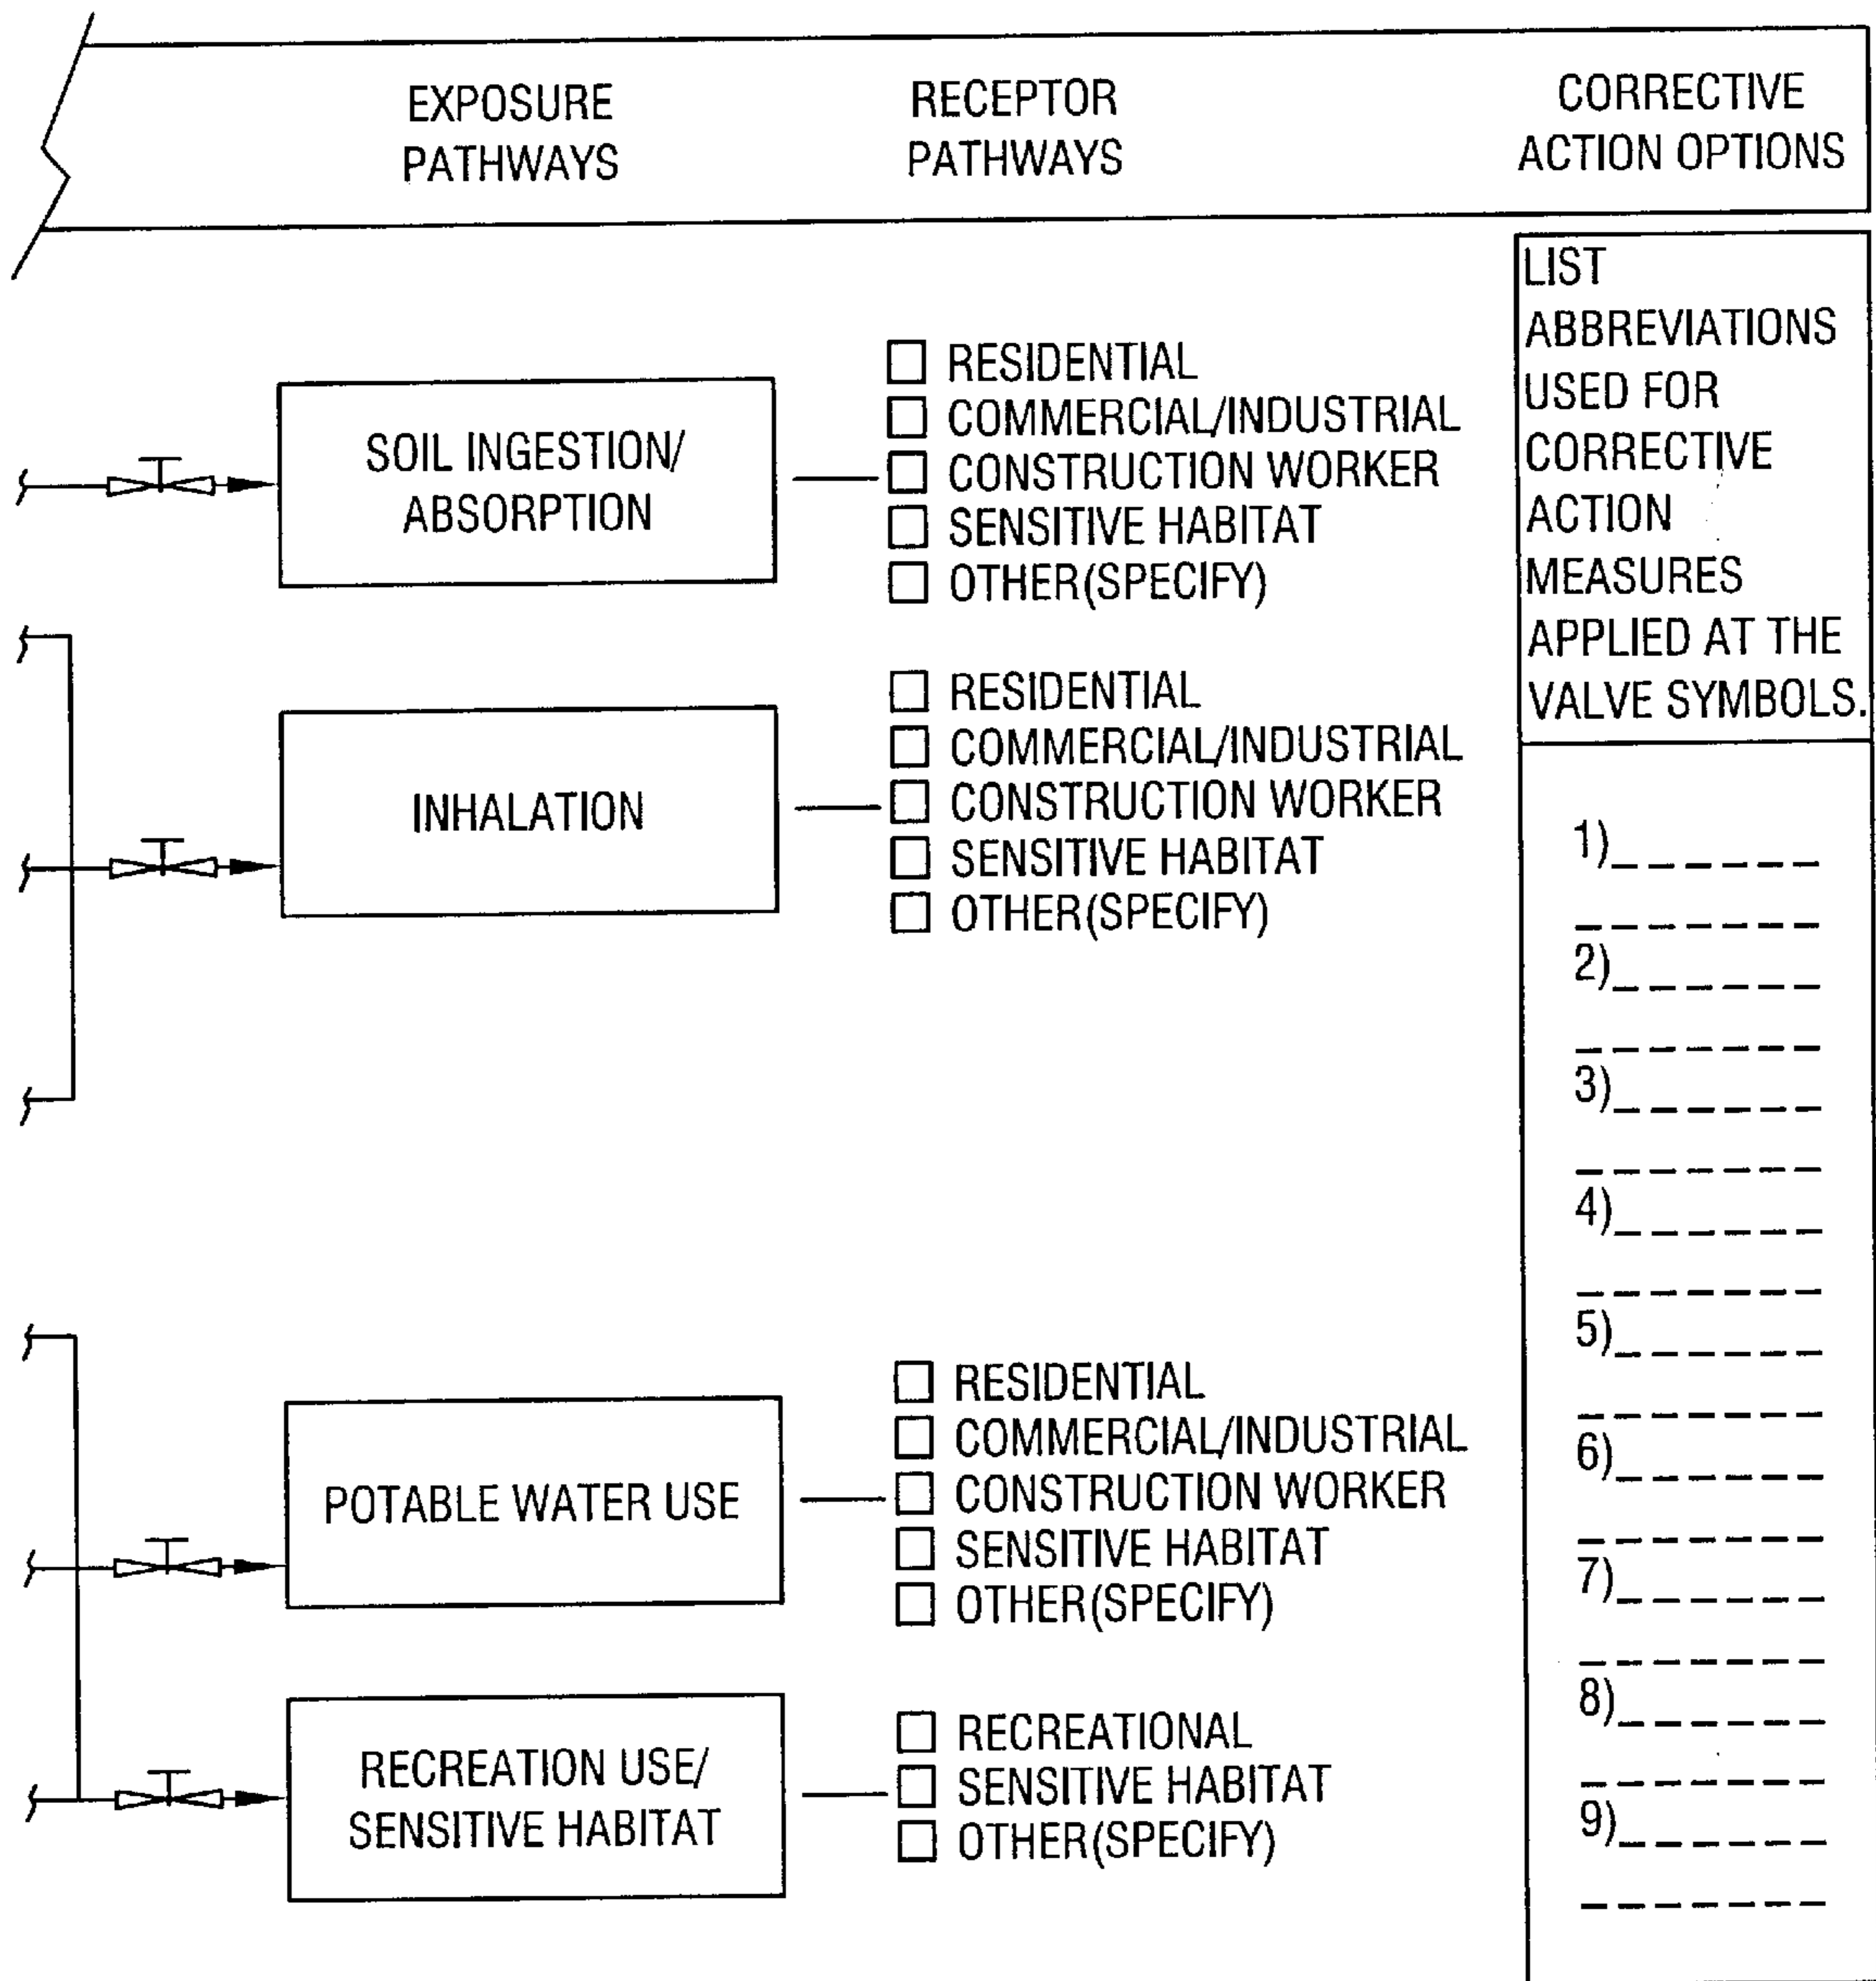 EXPOSURE
PATHWAYS
RECEPTOR
PATHWAYS
CORRECTIVE
ACTION OPTIONS
SOIL INGESTION/
ABSORPTION
RESIDENTIAL
COMMERCIAL/INDUSTRIAL
CONSTRUCTION WORKER
SENSITIVE HABITAT
OTHER(SPECIFY)
INHALATION
RESIDENTIAL
COMMERCIAL/INDUSTRIAL
CONSTRUCTION WORKER
SENSITIVE HABITAT
OTHER(SPECIFY)
POTABLE WATER USE
RESIDENTIAL
COMMERCIAL/INDUSTRIAL
CONSTRUCTION WORKER
SENSITIVE HABITAT
OTHER(SPECIFY)
RECREATION USE/
SENSITIVE HABITAT
RECREATIONAL
SENSITIVE HABITAT
OTHER(SPECIFY)
LIST
ABBREVIATIONS
USED FOR
CORRECTIVE
ACTION
MEASURES
APPLIED AT THE
VALVE SYMBOLS.
1)
2)
3)
4)
5)
6)
7)
8)
9)